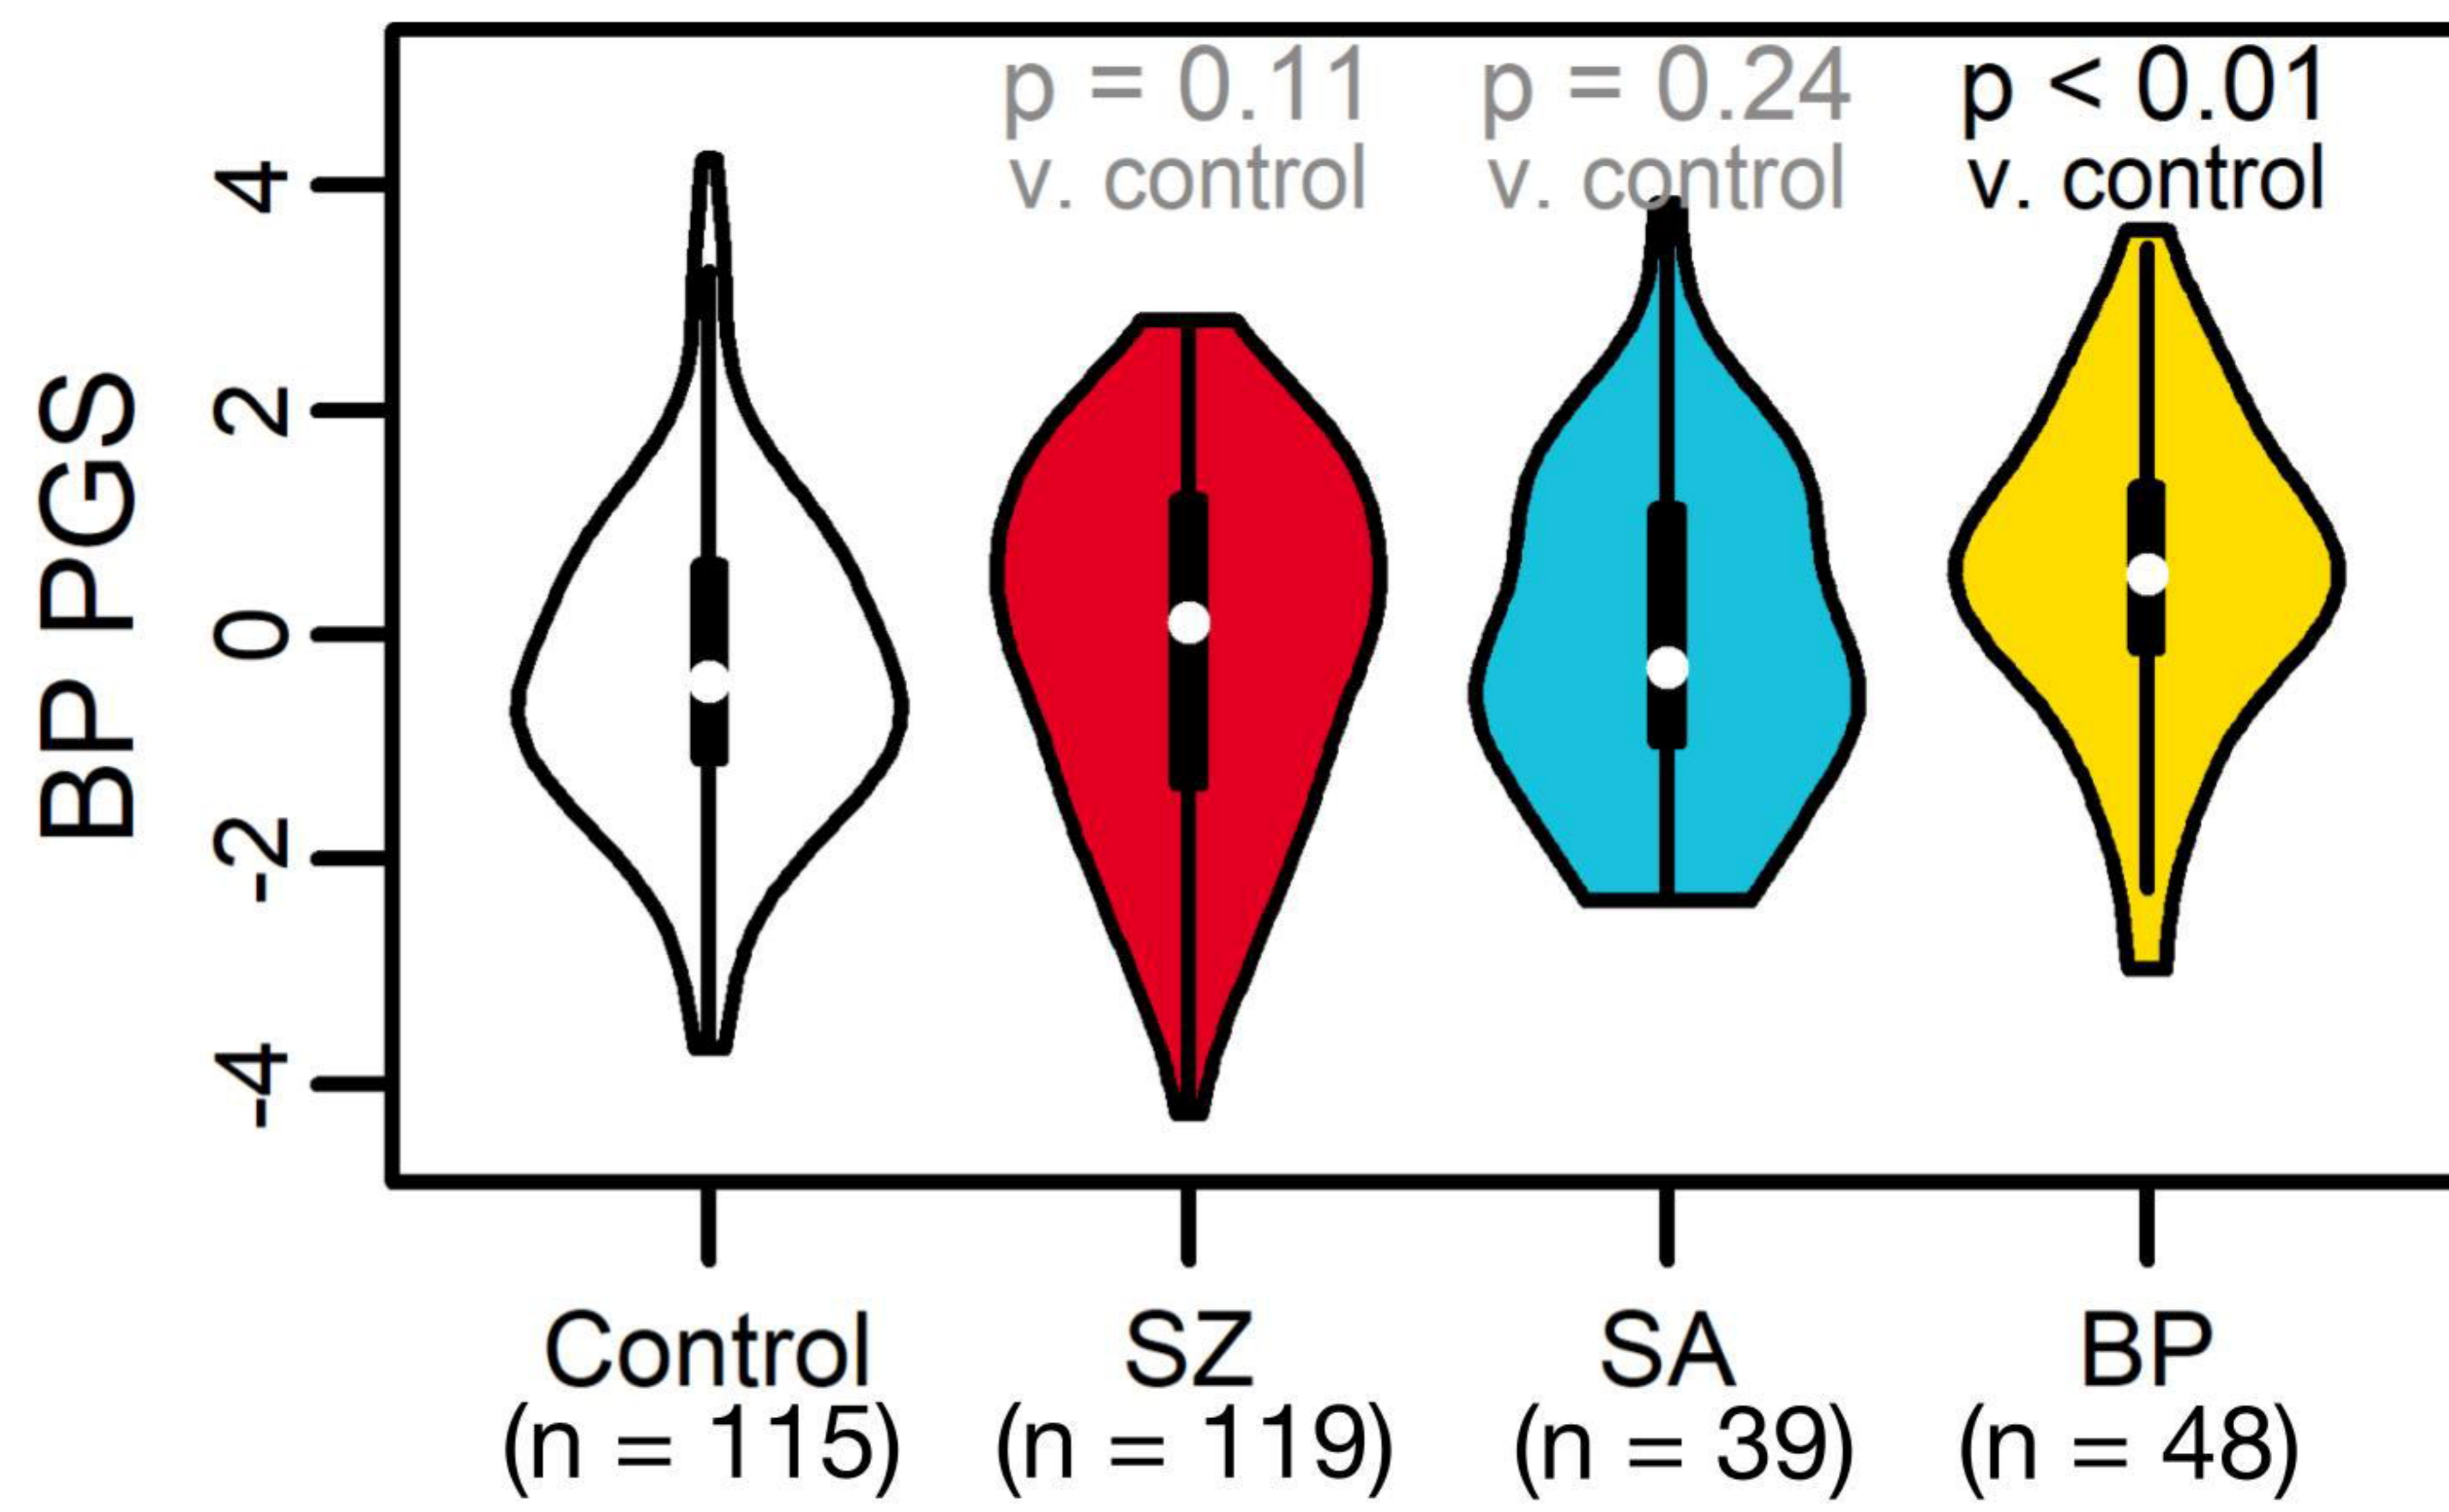 p = 0.11
v. control
p = 0.24
v. control
p < 0.01
v. control
BP PGS
4
2
0
-2
-4
Control
(n = 115)
SZ
(n = 119)
SA
(n = 39)
BP
(n = 48)